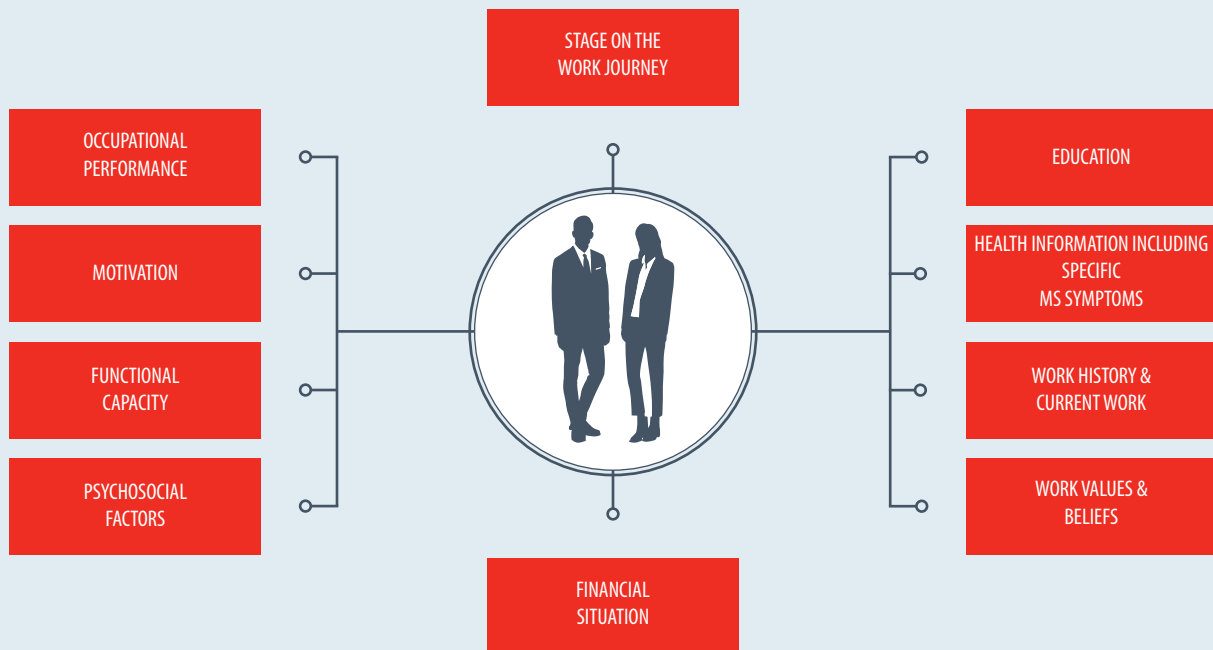 STAGE ON THE
WORK JOURNEY
OCCUPATIONAL
PERFORMANCE
MOTIVATION
FUNCTIONAL
CAPACITY
PSYCHOSOCIAL
FACTORS
EDUCATION
HEALTH INFORMATION INCLUDING
SPECIFIC
MS SYMPTOMS
WORK HISTORY &
CURRENT WORK
WORK VALUES &
BELIEFS
FINANCIAL
SITUATION